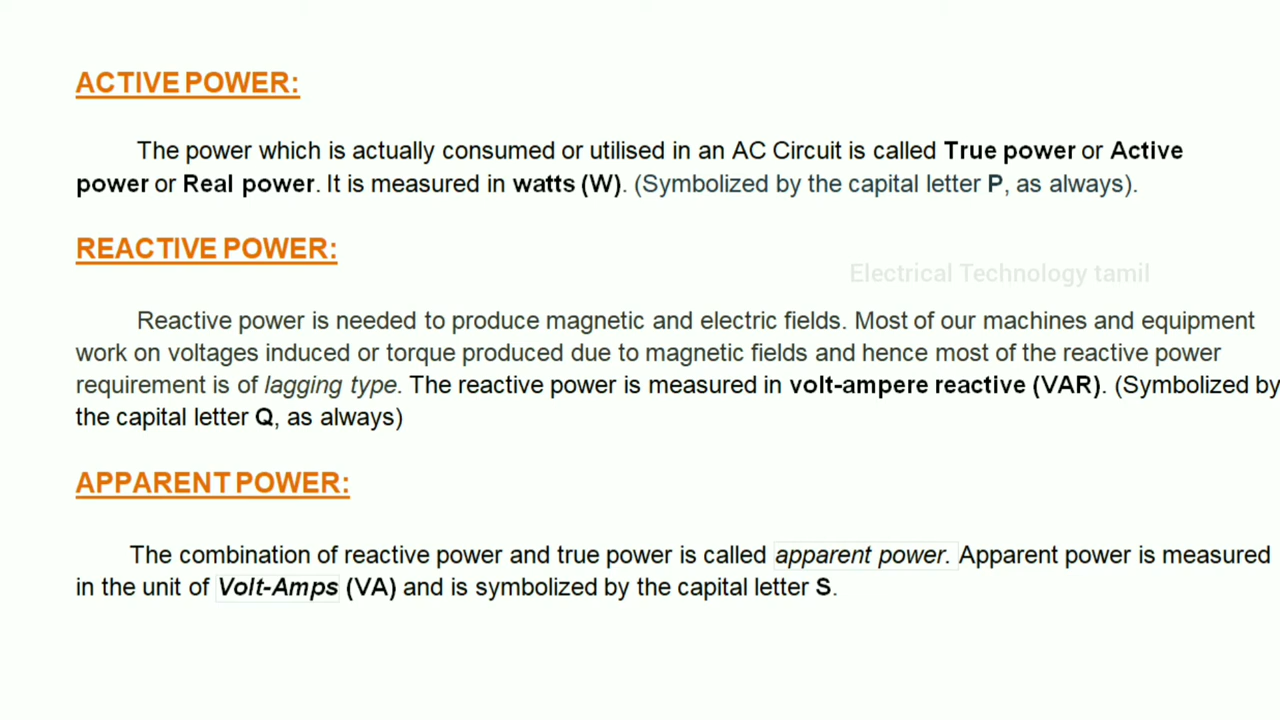 ACTIVE POWER:
The power which is actually consumed or utilised in an AC Circuit is called True power or Active
power or Real power. It is measured in watts (W). (Symbolized by the capital letter P, as always).
REACTIVE POWER:
Electrical Technology tamil
Reactive power is needed to produce magnetic and electric fields. Most of our machines and equipment
work on voltages induced or torque produced due to magnetic fields and hence most of the reactive power
requirement is of lagging type. The reactive power is measured in volt-ampere reactive (VAR). (Symbolized by
the capital letter Q, as always)
APPARENT POWER:
The combination of reactive power and true power is called apparent power. Apparent power is measured
in the unit of Volt-Amps (VA) and is symbolized by the capital letter S.